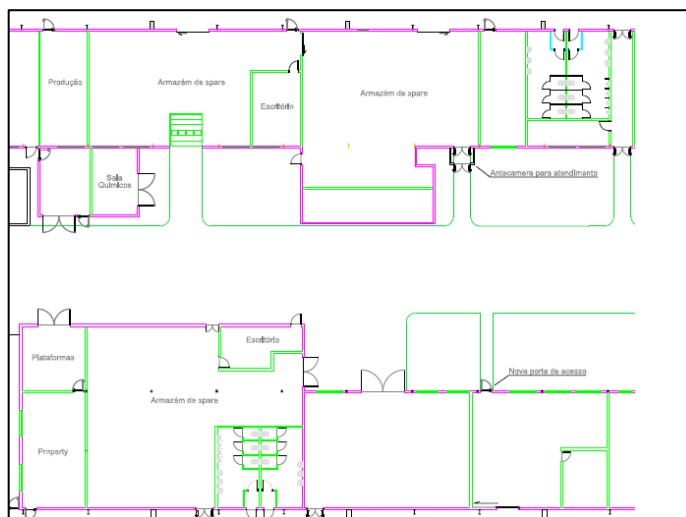 Produção
Armazém de spare
Escritório
Armazém de spare
Sala
Químicos
Antecamera para atendimento
Plataformas
Escritório
Nova porta de acesso
Armazém de spare
Property